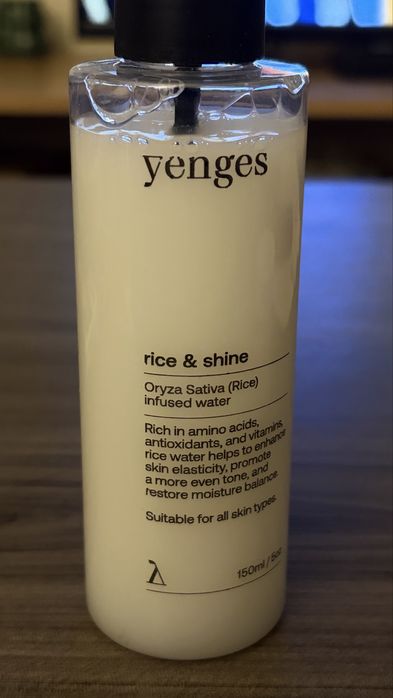 yenges
rice & shine
Oryza Sativa (Rice)
infused water
Rich in amino acids,
antioxidants, and vitamins,
rice water helps to enhance
skin elasticity, promote
a more even tone, and
restore moisture balance.
Suitable for all skin types.
λ
150ml / 5oz